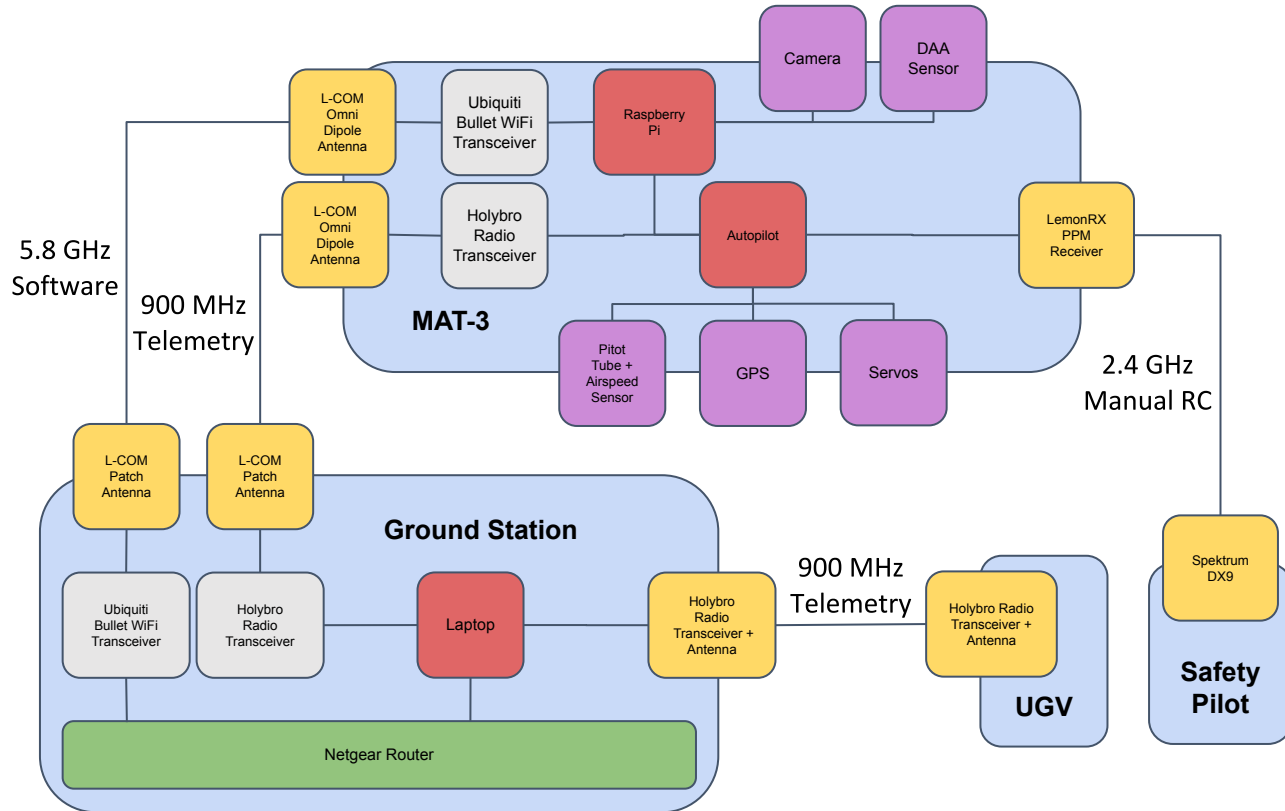 Camera
DAA
Sensor
L-COM
Omni
Dipole
Antenna
Ubiquiti
Bullet WiFi
Transceiver
Raspberry
Pi
L-COM
Omni
Dipole
Antenna
Holybro
Radio
Transceiver
Autopilot
LemonRX
PPM
Receiver
5.8 GHz
Software
900 MHz
Telemetry
MAT-3
Pitot
Tube +
Airspeed
Sensor
GPS
Servos
2.4 GHz
Manual RC
L-COM
Patch
Antenna
L-COM
Patch
Antenna
Ground Station
Ubiquiti
Bullet WiFi
Transceiver
Holybro
Radio
Transceiver
Laptop
Holybro
Radio
Transceiver +
Antenna
900 MHz
Telemetry
Holybro Radio
Transceiver +
Antenna
UGV
Spektrum
DX9
Safety
Pilot
Netgear Router